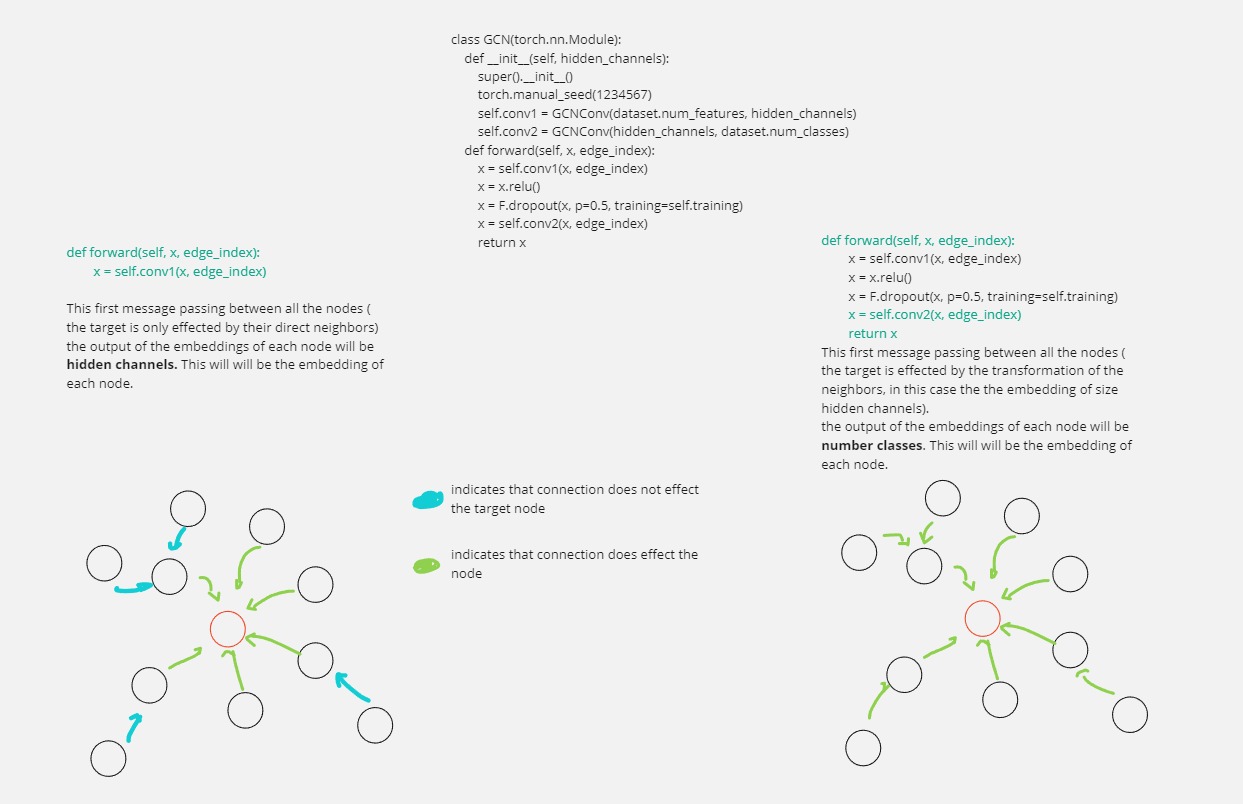 class GCN(torch.nn.Module):
def __init__(self, hidden_channels):
super().__init__()
torch.manual_seed(1234567)
self.conv1 = GCNConv(dataset.num_features, hidden_channels)
self.conv2 = GCNConv(hidden_channels, dataset.num_classes)
def forward(self, x, edge_index):
x = self.conv1(x, edge_index)
x = x.relu()
x = F.dropout(x, p=0.5, training=self.training)
x = self.conv2(x, edge_index)
return x
def forward(self, x, edge_index):
x = self.conv1(x, edge_index)
This first message passing between all the nodes (
the target is only effected by their direct neighbors)
the output of the embeddings of each node will be
hidden channels. This will will be the embedding of
each node.
def forward(self, x, edge_index):
x = self.conv1(x, edge_index)
x = x.relu()
x = F.dropout(x, p=0.5, training=self.training)
x = self.conv2(x, edge_index)
return x
This first message passing between all the nodes (
the target is effected by the transformation of the
neighbors, in this case the the embedding of size
hidden channels).
the output of the embeddings of each node will be
number classes. This will will be the embedding of
each node.
indicates that connection does not effect
the target node
indicates that connection does effect the
node